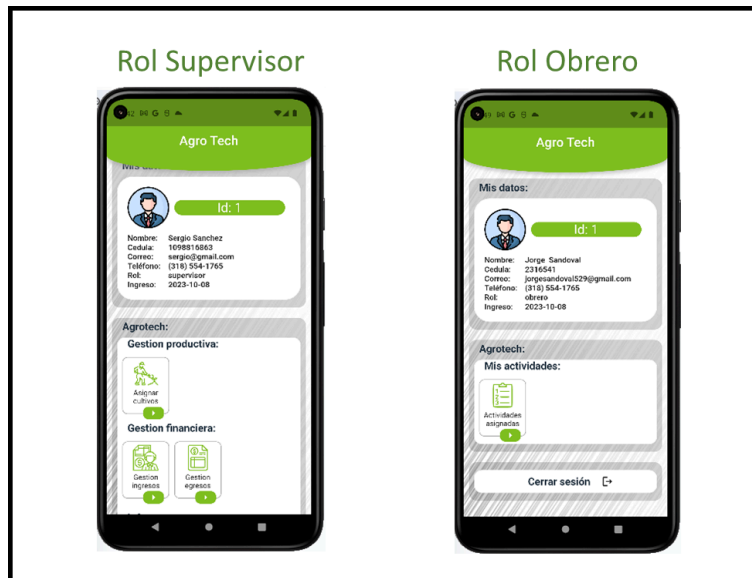 Rol Supervisor
Agro Tech
Id: 1
Nombre: Sergio Sanchez
Cedula: 1098816863
Correo: sergio@gmail.com
Teléfono: (318) 554-1765
Rol: supervisor
Ingreso: 2023-10-08
Agrotech:
Gestion productiva:
Asignar
cultivos
Gestion financiera:
Gestion
ingresos
Gestion
egresos
Rol Obrero
Agro Tech
Mis datos:
Id: 1
Nombre: Jorge Sandoval
Cedula: 2316541
Correo: jorgesandoval529@gmail.com
Teléfono: (318) 554-1765
Rol: obrero
Ingreso: 2023-10-08
Agrotech:
Mis actividades:
Actividades
asignadas
Cerrar sesión